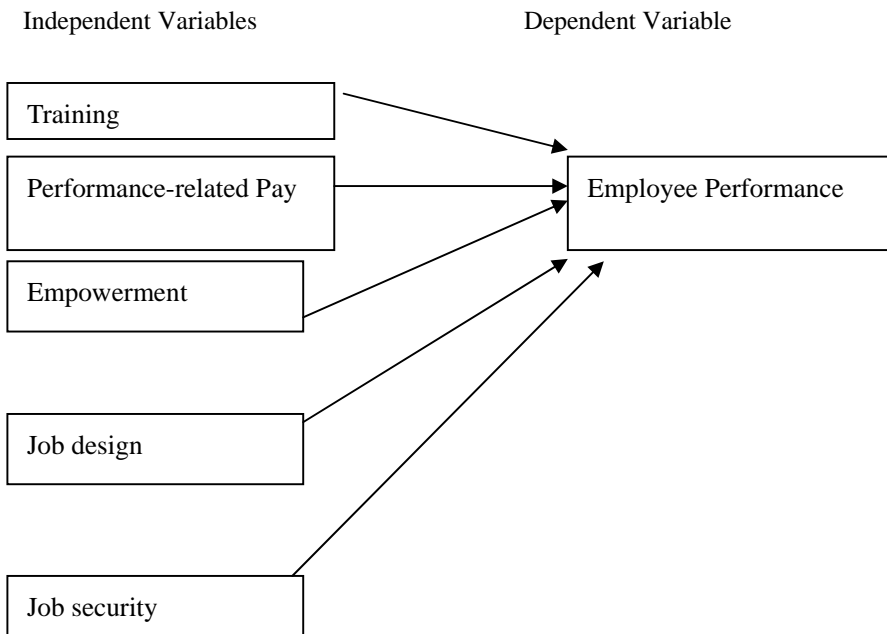 Independent Variables
Dependent Variable
Training
Performance-related Pay
Employee Performance
Empowerment
Job design
Job security